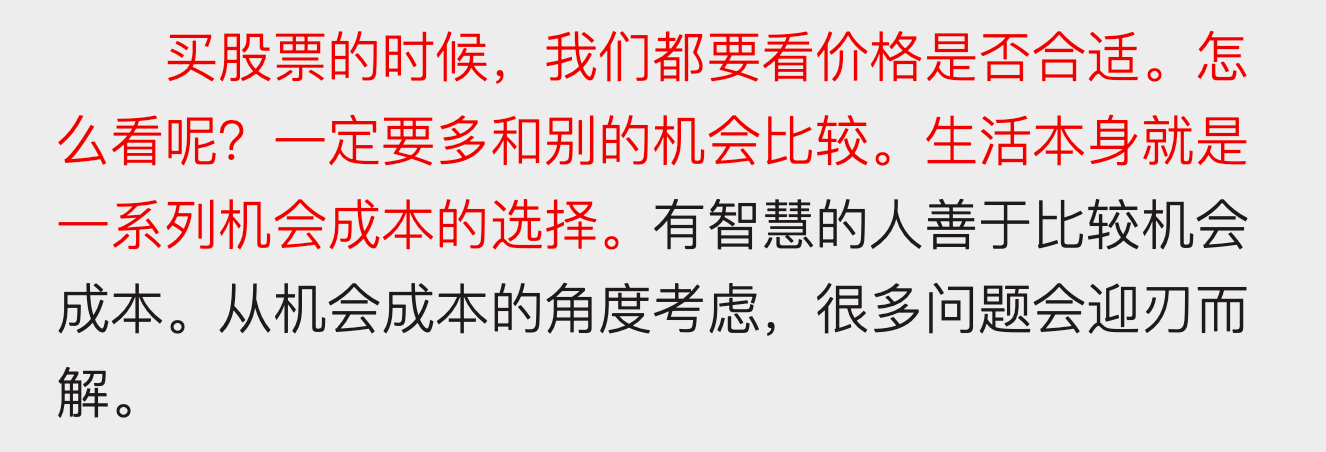 买股票的时候，我们都要看价格是否合适。怎
么看呢？一定要多和别的机会比较。生活本身就是
一系列机会成本的选择。有智慧的人善于比较机会
成本。从机会成本的角度考虑，很多问题会迎刃而
解。